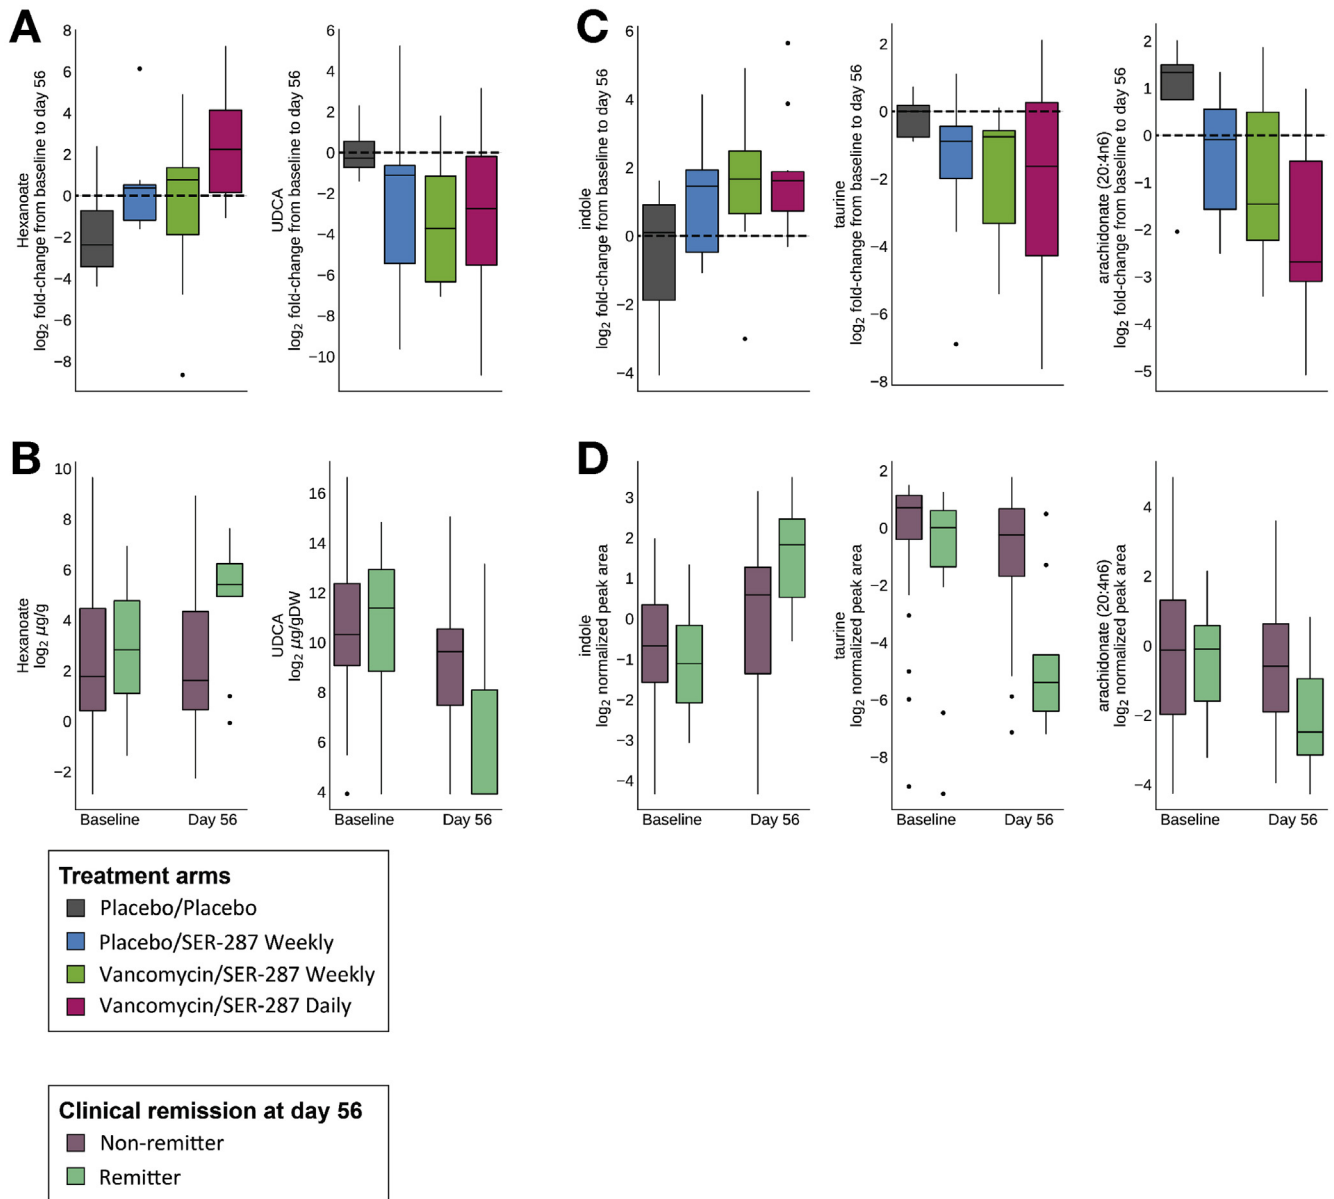 A
Hexanoate
log2 fold-change from baseline to day 56
8
6
4
2
0
−2
−4
−6
−8
UDCA
log2 fold-change from baseline to day 56
6
4
2
0
−2
−4
−6
−8
−10
C
indole
log2 fold-change from baseline to day 56
6
4
2
0
−2
−4
taurine
log2 fold-change from baseline to day 56
2
0
−2
−4
−6
−8
arachidonate (20:4n6)
log2 fold-change from baseline to day 56
2
1
0
−1
−2
−3
−4
−5
B
Hexanoate
log2 µg/g
10
8
6
4
2
0
−2
Baseline Day 56
UDCA
log2 µg/gDW
16
14
12
10
8
6
4
Baseline Day 56
D
indole
log2 normalized peak area
3
2
1
0
−1
−2
−3
−4
Baseline Day 56
taurine
log2 normalized peak area
2
0
−2
−4
−6
−8
Baseline Day 56
arachidonate (20:4n6)
log2 normalized peak area
4
2
0
−2
−4
Baseline Day 56
Treatment arms
Placebo/Placebo
Placebo/SER-287 Weekly
Vancomycin/SER-287 Weekly
Vancomycin/SER-287 Daily
Clinical remission at day 56
Non-remitter
Remitter